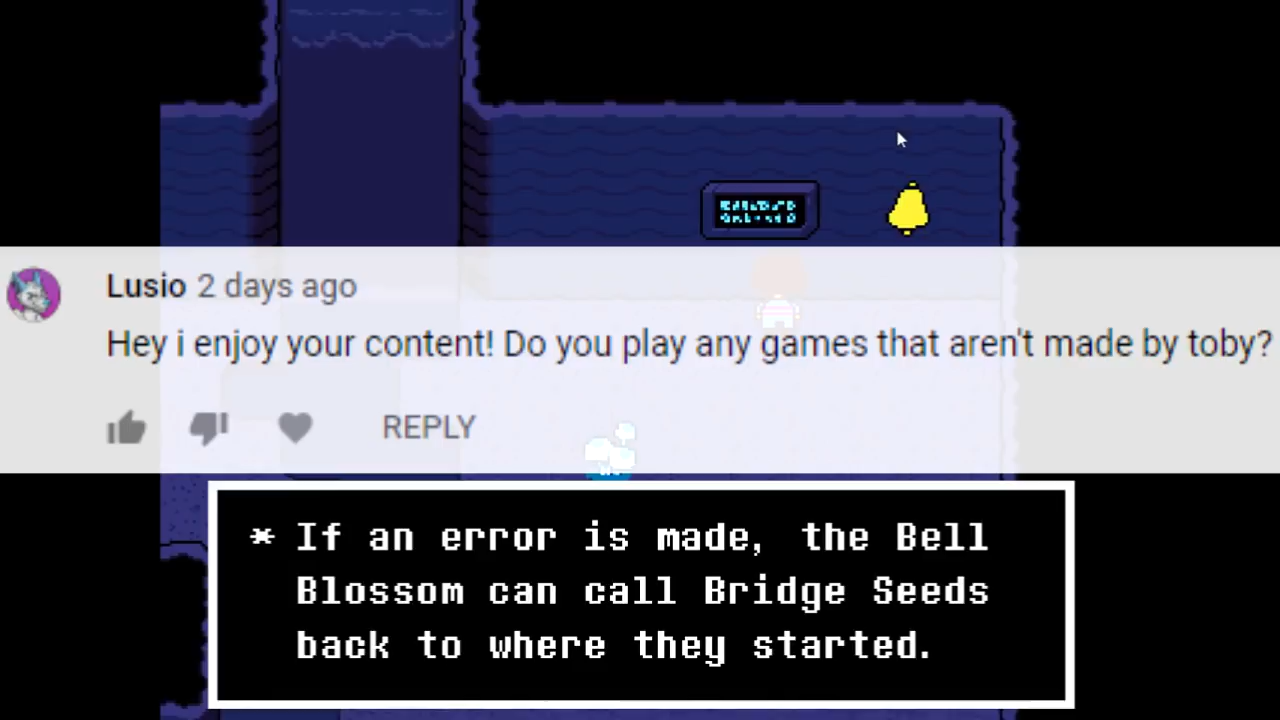 Lusio 2 days ago
Hey i enjoy your content! Do you play any games that aren't made by toby?
REPLY
* If an error is made, the Bell
Blossom can call Bridge Seeds
back to where they started.